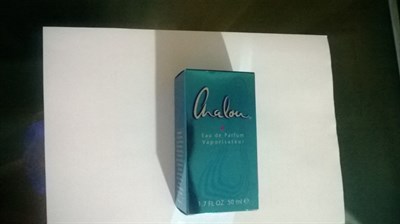 Chalou
Eau de Parfum
Vaporisateur
1.7 FL OZ 50 ml e